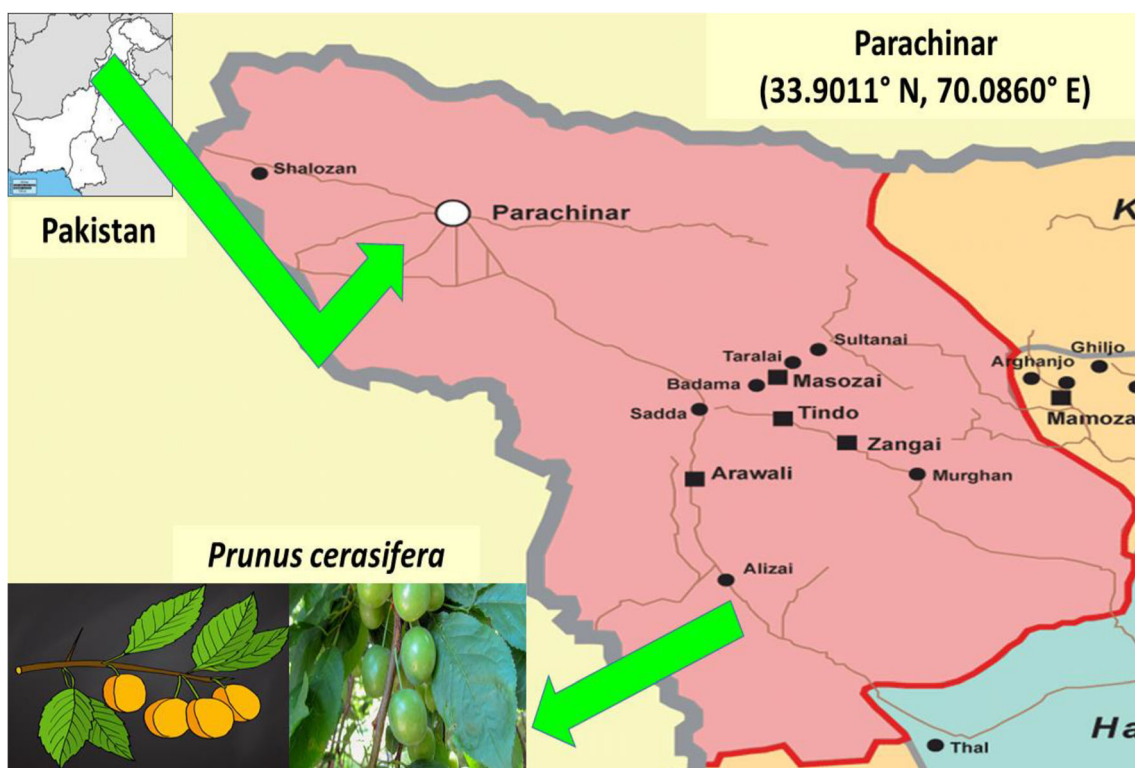 Parachinar
(33.9011° N, 70.0860° E)
Pakistan
Shalozan
Parachinar
K
Sultanai
Taralai
Ghiljo
Arghanjo
Badama
Masozai
Mamoza
Sadda
Tindo
Zangai
Arawali
Murghan
Prunus cerasifera
Alizai
Ha
Thal